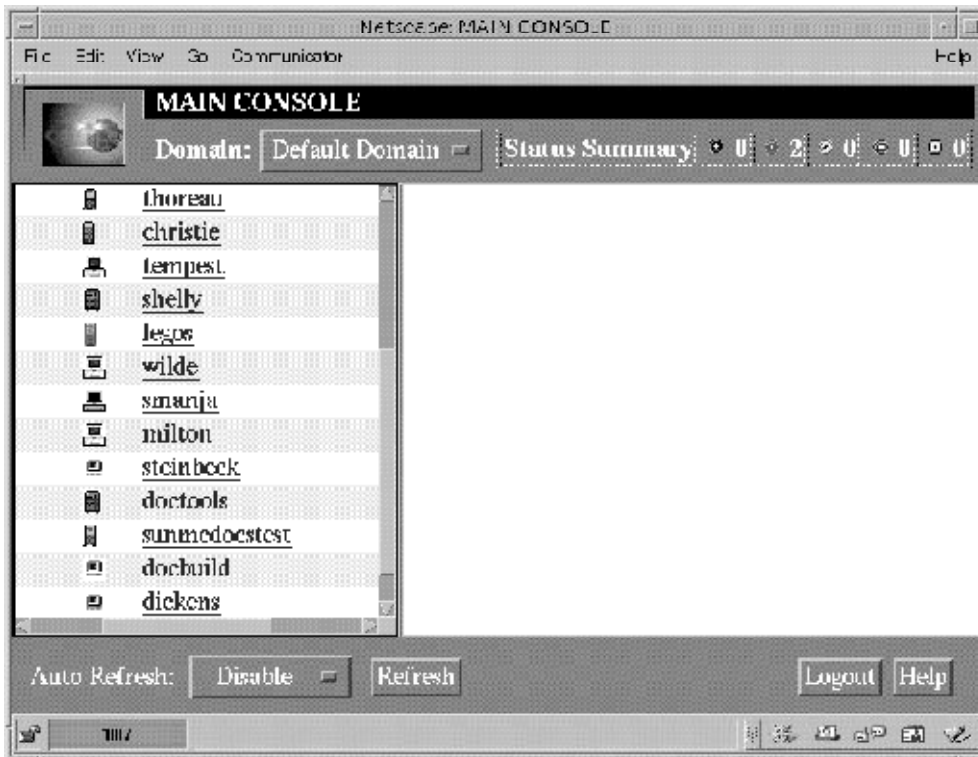 Netscape: MAIN CONSOLE
File Edit View Go Communicator Help
MAIN CONSOLE
Domain: Default Domain Status Summary 0 2 0 0 0
thoreau
christie
tempest
shelly
legos
wilde
smanja
milton
steinbeck
doctools
sunmcdocstest
docbuild
dickens
Auto Refresh: Disable Refresh Logout Help